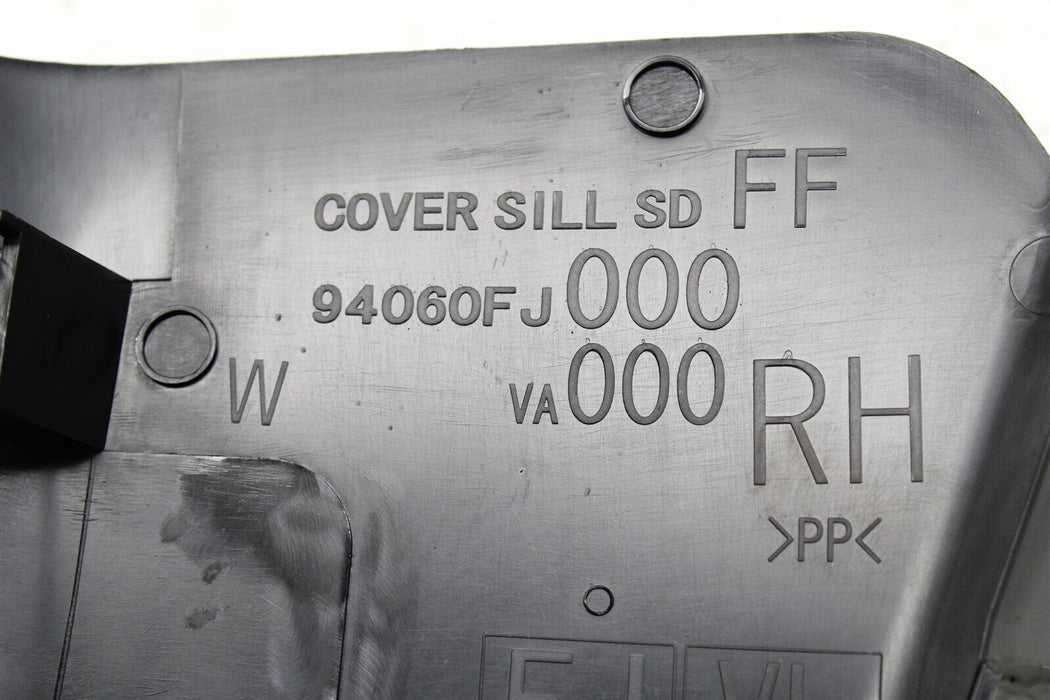 COVER SILL SD FF
94060FJ000
W VA000 RH
>PP<